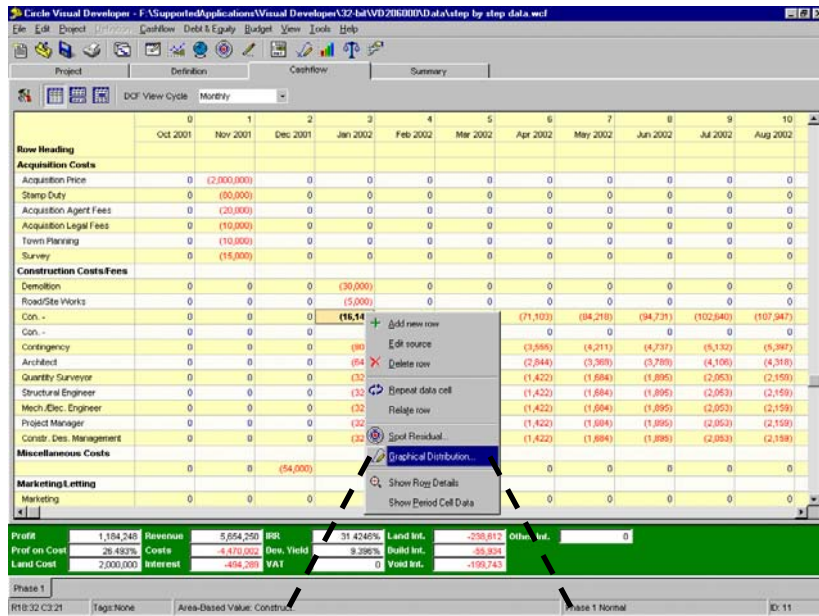 Circle Visual Developer - F:\SupportedApplications\Visual Developer\32-bit\VD206000\Data\step by step data.wcf
File Edit Project Definition Cashflow Debt & Equity Budget View Tools Help
Project Definition Cashflow Summary
DCF View Cycle Monthly
0 1 2 3 4 5 6 7 8 9 10
Oct 2001 Nov 2001 Dec 2001 Jan 2002 Feb 2002 Mar 2002 Apr 2002 May 2002 Jun 2002 Jul 2002 Aug 2002
Row Heading
Acquisition Costs
Acquisition Price 0 (2,000,000) 0 0 0 0 0 0 0 0 0
Stamp Duty 0 (80,000) 0 0 0 0 0 0 0 0 0
Acquisition Agent Fees 0 (20,000) 0 0 0 0 0 0 0 0 0
Acquisition Legal Fees 0 (10,000) 0 0 0 0 0 0 0 0 0
Town Planning 0 (10,000) 0 0 0 0 0 0 0 0 0
Survey 0 (15,000) 0 0 0 0 0 0 0 0 0
Construction Costs/Fees
Demolition 0 0 0 (30,000) 0 0 0 0 0 0 0
Road/Site Works 0 0 0 (5,000) 0 0 0 0 0 0 0
Con. - 0 0 0 (16,14 (71,103) (84,218) (94,731) (102,640) (107,947)
Con. - 0 0 0 0 0 0 0 0
Contingency 0 0 0 (80 (3,555) (4,211) (4,737) (5,132) (5,397)
Architect 0 0 0 (64 (2,844) (3,369) (3,789) (4,106) (4,318)
Quantity Surveyor 0 0 0 (32 (1,422) (1,684) (1,895) (2,053) (2,159)
Structural Engineer 0 0 0 (32 (1,422) (1,684) (1,895) (2,053) (2,159)
Mech./Elec. Engineer 0 0 0 (32 (1,422) (1,684) (1,895) (2,053) (2,159)
Project Manager 0 0 0 (32 (1,422) (1,684) (1,895) (2,053) (2,159)
Constr. Des. Management 0 0 0 (32 (1,422) (1,684) (1,895) (2,053) (2,159)
Miscellaneous Costs
0 0 (54,000) 0 0 0 0 0
Marketing/Letting
Marketing 0 0 0 0 0 0 0 0
Add new row
Edit source
Delete row
Repeat data cell
Relate row
Spot Residual...
Graphical Distribution...
Show Row Details
Show Period Cell Data
Profit 1,184,248 Revenue 5,654,250 IRR 31.4246% Land Int. -238,612 Other Int. 0
Prof on Cost 26.493% Costs -4,470,002 Dev. Yield 9.396% Build Int. -55,934
Land Cost 2,000,000 Interest -494,289 VAT 0 Void Int. -199,743
Phase 1
R18:32 C3:21 Tags:None Area-Based Value: Construc Phase 1 Normal ID: 11